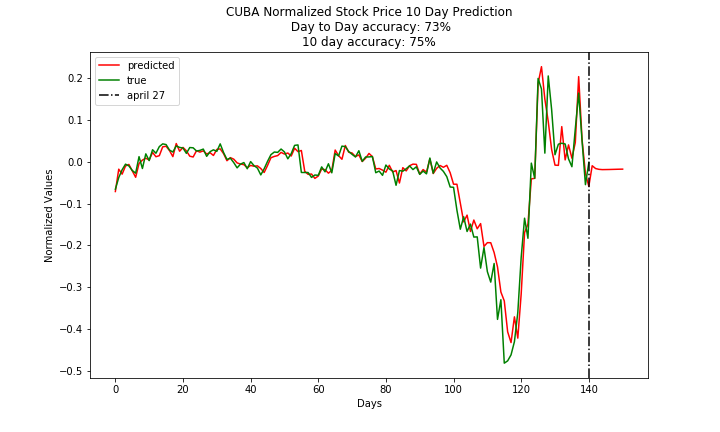 CUBA Normalized Stock Price 10 Day Prediction
Day to Day accuracy: 73%
10 day accuracy: 75%
predicted
true
april 27
Normalized Values
0.2
0.1
0.0
−0.1
−0.2
−0.3
−0.4
−0.5
0
20
40
60
80
100
120
140
Days